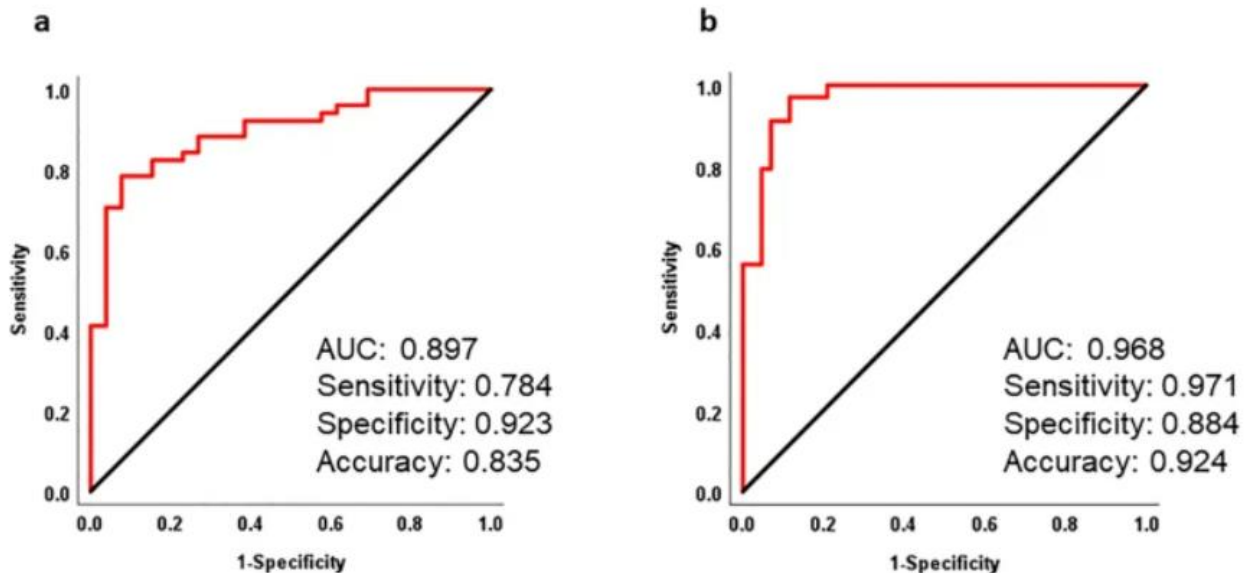 a
1.0
0.8
0.6
0.4
0.2
0.0
Sensitivity
0.0 0.2 0.4 0.6 0.8 1.0
1-Specificity
AUC: 0.897
Sensitivity: 0.784
Specificity: 0.923
Accuracy: 0.835
b
1.0
0.8
0.6
0.4
0.2
0.0
Sensitivity
0.0 0.2 0.4 0.6 0.8 1.0
1-Specificity
AUC: 0.968
Sensitivity: 0.971
Specificity: 0.884
Accuracy: 0.924